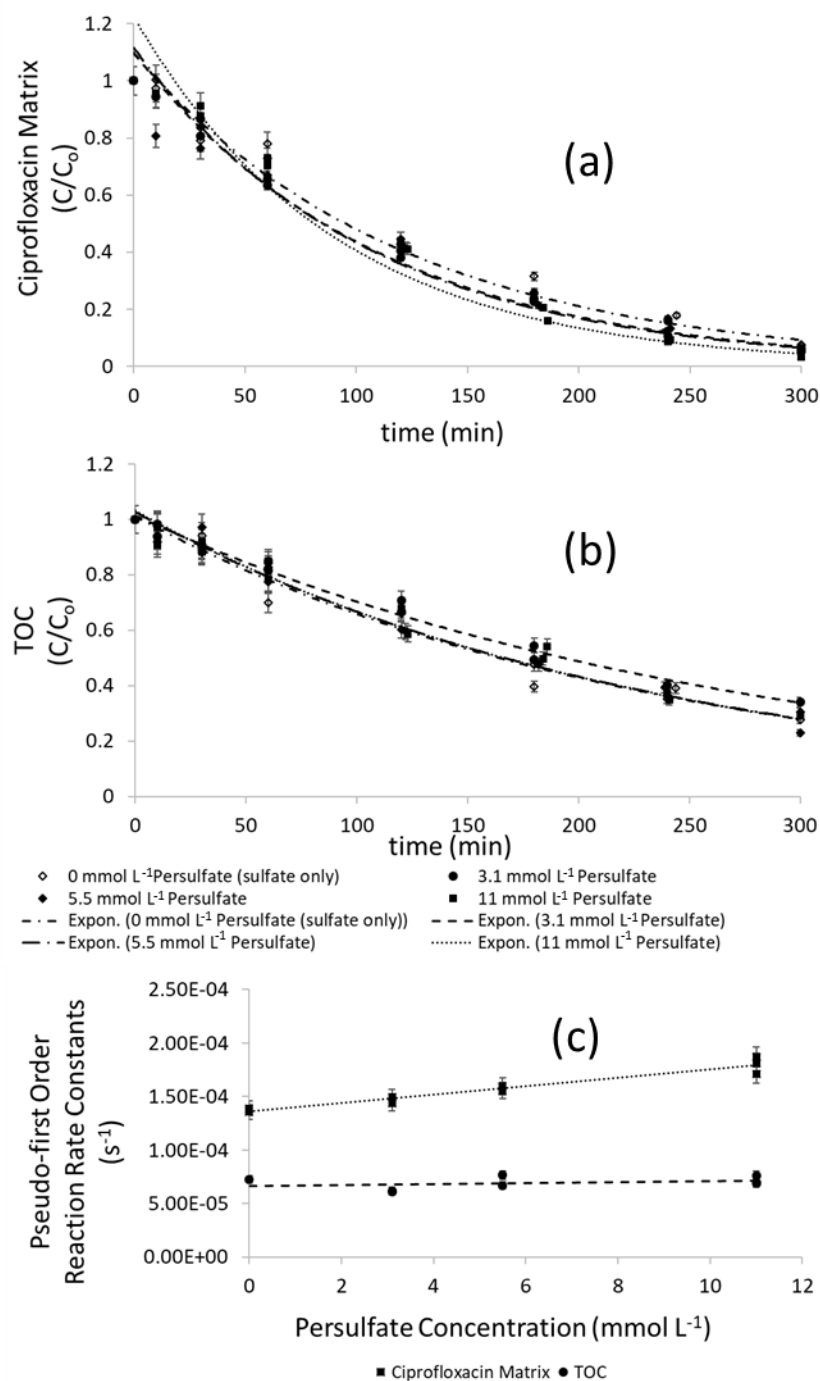 Ciprofloxacin Matrix
(C/Co)
1.2
1
0.8
0.6
0.4
0.2
0
(a)
0 50 100 150 200 250 300
time (min)
TOC
(C/Co)
1.2
1
0.8
0.6
0.4
0.2
0
(b)
0 50 100 150 200 250 300
time (min)
0 mmol L-1 Persulfate (sulfate only) 3.1 mmol L-1 Persulfate
5.5 mmol L-1 Persulfate 11 mmol L-1 Persulfate
Expon. (0 mmol L-1 Persulfate (sulfate only)) Expon. (3.1 mmol L-1 Persulfate)
Expon. (5.5 mmol L-1 Persulfate) Expon. (11 mmol L-1 Persulfate)
Pseudo-first Order
Reaction Rate Constants
(s-1)
2.50E-04
2.00E-04
1.50E-04
1.00E-04
5.00E-05
0.00E+00
(c)
0 2 4 6 8 10 12
Persulfate Concentration (mmol L-1)
Ciprofloxacin Matrix TOC